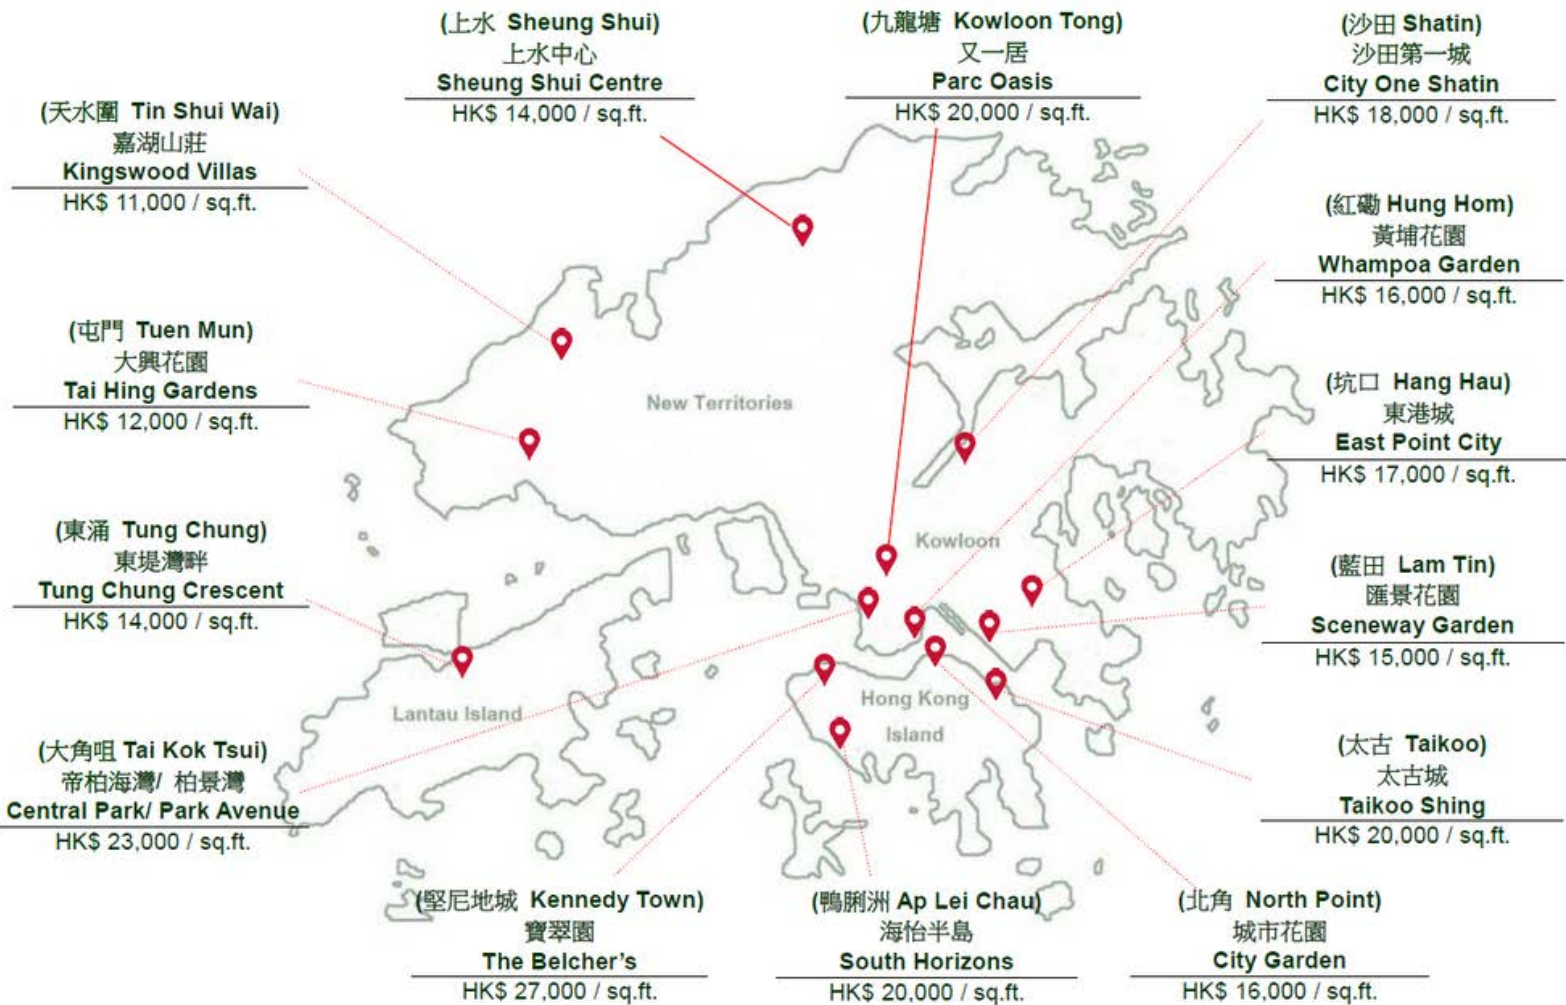 (上水 Sheung Shui)
上水中心
Sheung Shui Centre
HK$ 14,000 / sq.ft.
(九龍塘 Kowloon Tong)
又一居
Parc Oasis
HK$ 20,000 / sq.ft.
(沙田 Shatin)
沙田第一城
City One Shatin
HK$ 18,000 / sq.ft.
(天水圍 Tin Shui Wai)
嘉湖山莊
Kingswood Villas
HK$ 11,000 / sq.ft.
(紅磡 Hung Hom)
黃埔花園
Whampoa Garden
HK$ 16,000 / sq.ft.
(屯門 Tuen Mun)
大興花園
Tai Hing Gardens
HK$ 12,000 / sq.ft.
New Territories
(坑口 Hang Hau)
東港城
East Point City
HK$ 17,000 / sq.ft.
(東涌 Tung Chung)
東堤灣畔
Tung Chung Crescent
HK$ 14,000 / sq.ft.
Kowloon
(藍田 Lam Tin)
匯景花園
Sceneway Garden
HK$ 15,000 / sq.ft.
Lantau Island
Hong Kong
Island
(大角咀 Tai Kok Tsui)
帝柏海灣/ 柏景灣
Central Park/ Park Avenue
HK$ 23,000 / sq.ft.
(太古 Taikoo)
太古城
Taikoo Shing
HK$ 20,000 / sq.ft.
(堅尼地城 Kennedy Town)
寶翠園
The Belcher's
HK$ 27,000 / sq.ft.
(鴨脷洲 Ap Lei Chau)
海怡半島
South Horizons
HK$ 20,000 / sq.ft.
(北角 North Point)
城市花園
City Garden
HK$ 16,000 / sq.ft.